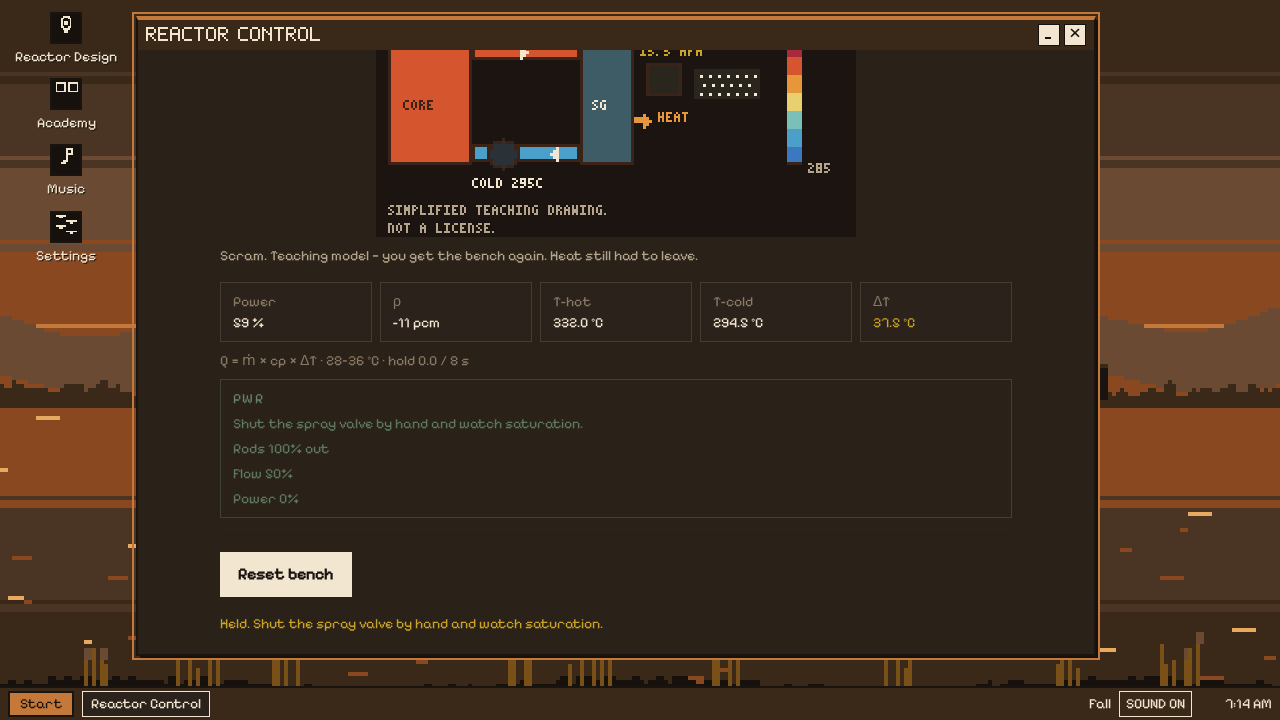 Reactor Design
Academy
Music
Settings
REACTOR CONTROL
15.5 MPA
CORE
SG
HEAT
285
COLD 295C
SIMPLIFIED TEACHING DRAWING.
NOT A LICENSE.
Scram. Teaching model - you get the bench again. Heat still had to leave.
Power
89 %
ρ
-11 pcm
T-hot
332.0 °C
T-cold
294.8 °C
ΔT
37.2 °C
Q = ṁ × cp × ΔT · 28-36 °C · hold 0.0 / 8 s
PWR
Shut the spray valve by hand and watch saturation.
Rods 100% out
Flow 80%
Power 0%
Reset bench
Held. Shut the spray valve by hand and watch saturation.
Start
Reactor Control
Fall
SOUND ON
7:14 AM